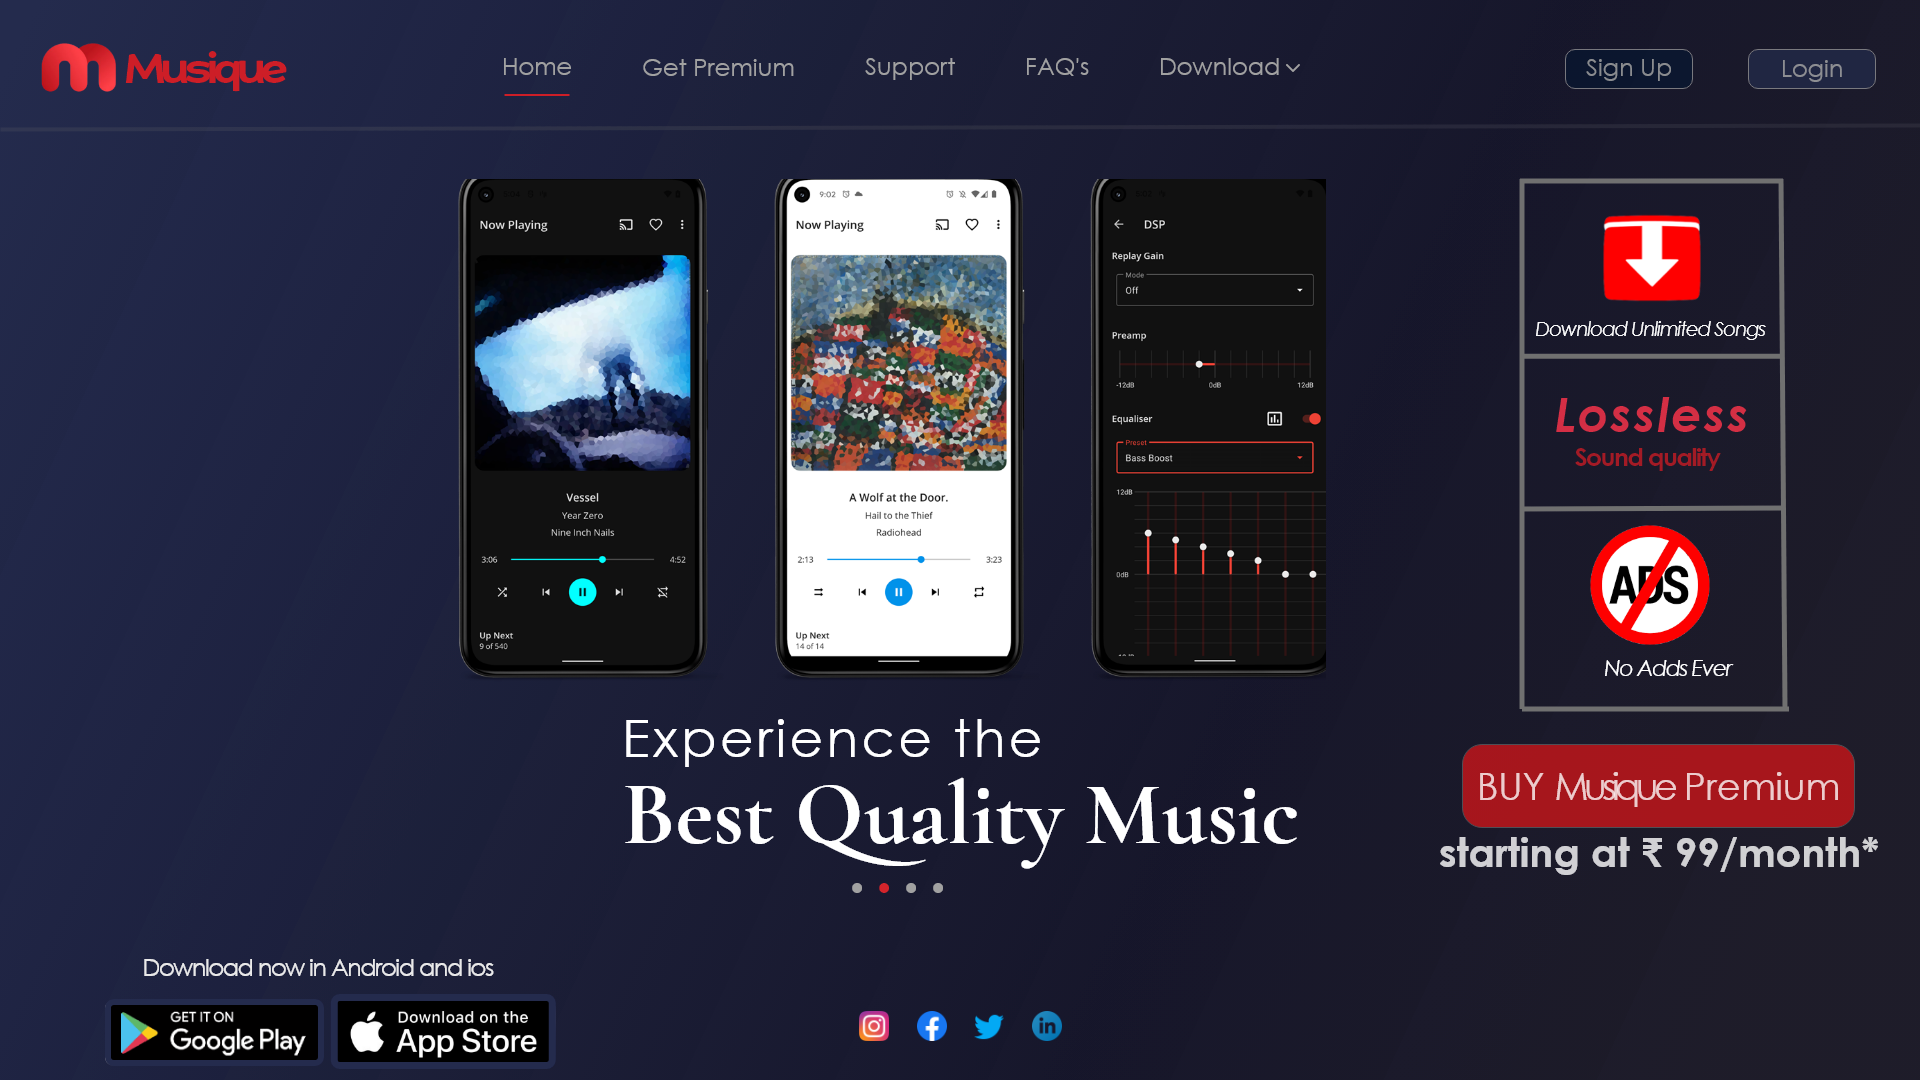 Musique
Home
Get Premium
Support
FAQ's
Download
Sign Up
Login
Now Playing
Vessel
Year Zero
Nine Inch Nails
3:06
4:52
Up Next
9 of 540
9:02
Now Playing
A Wolf at the Door.
Hail to the Thief
Radiohead
2:13
3:23
Up Next
14 of 14
DSP
Replay Gain
Mode
Off
Preamp
-12dB
0dB
12dB
Equaliser
Preset
Bass Boost
12dB
0dB
Download Unlimited Songs
Lossless
Sound quality
ADS
No Adds Ever
Experience the
Best Quality Music
BUY Musique Premium
starting at ₹ 99/month*
Download now in Android and ios
GET IT ON
Google Play
Download on the
App Store
in